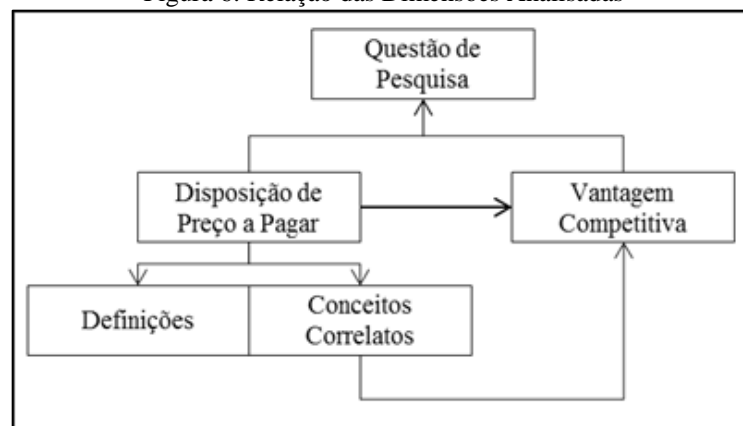 Questão de
Pesquisa
Disposição de
Preço a Pagar
Vantagem
Competitiva
Definições
Conceitos
Correlatos